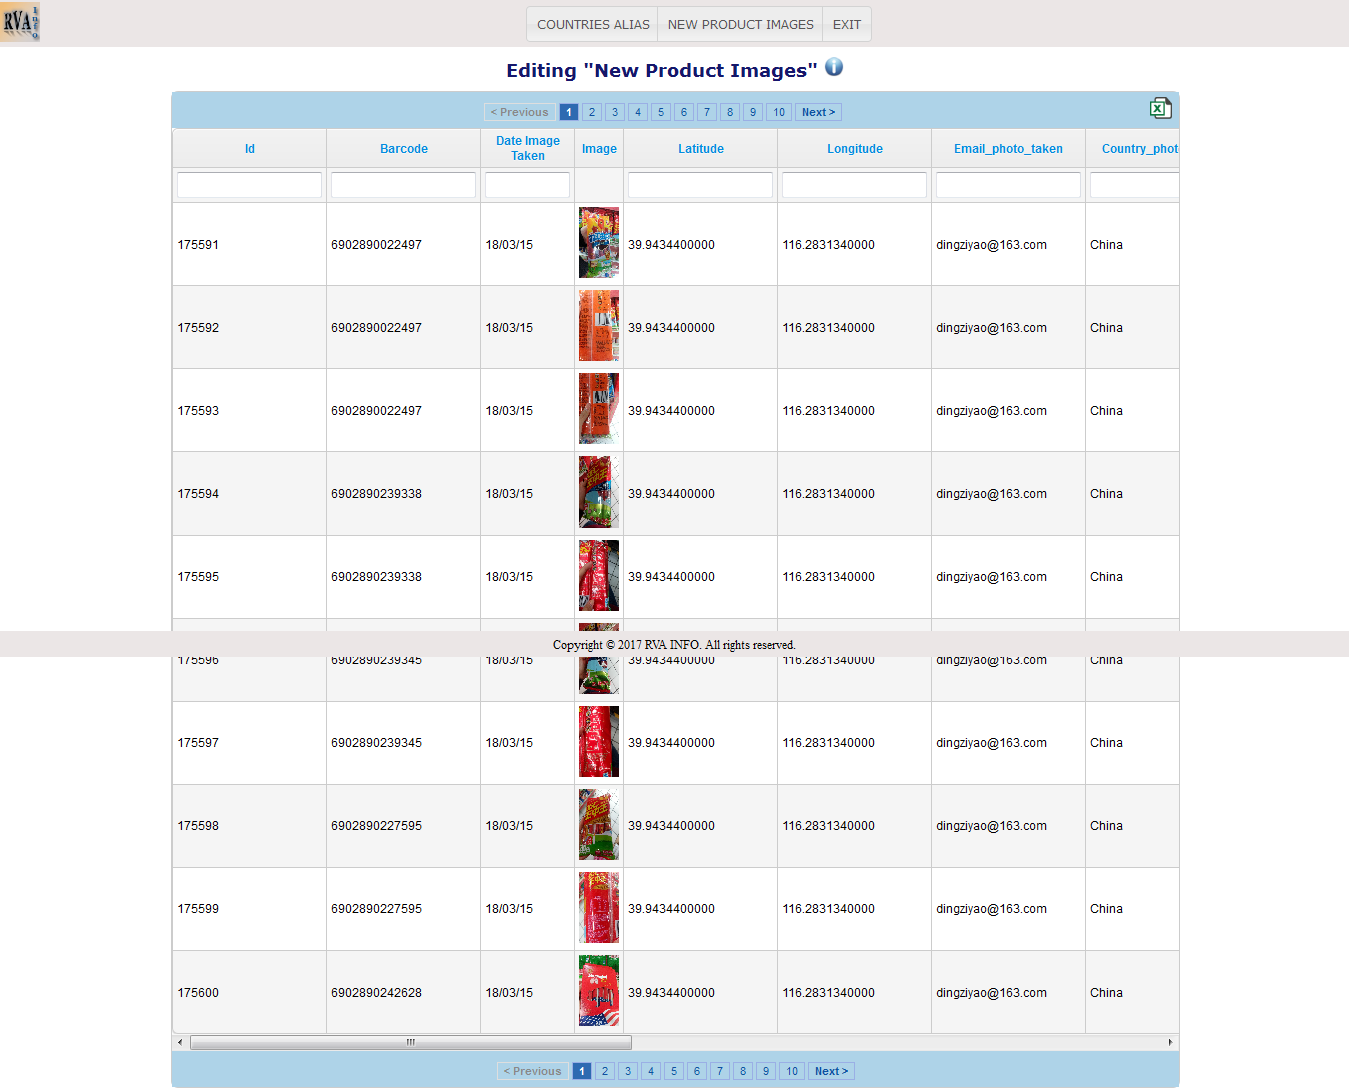 RVA Info
COUNTRIES ALIAS NEW PRODUCT IMAGES EXIT
Editing "New Product Images"
< Previous 1 2 3 4 5 6 7 8 9 10 Next >
Id Barcode Date Image Taken Image Latitude Longitude Email_photo_taken Country_phot
175591 6902890022497 18/03/15 39.9434400000 116.2831340000 dingziyao@163.com China
175592 6902890022497 18/03/15 39.9434400000 116.2831340000 dingziyao@163.com China
175593 6902890022497 18/03/15 39.9434400000 116.2831340000 dingziyao@163.com China
175594 6902890239338 18/03/15 39.9434400000 116.2831340000 dingziyao@163.com China
175595 6902890239338 18/03/15 39.9434400000 116.2831340000 dingziyao@163.com China
Copyright © 2017 RVA INFO. All rights reserved.
175596 6902890239345 18/03/15 39.9434400000 116.2831340000 dingziyao@163.com China
175597 6902890239345 18/03/15 39.9434400000 116.2831340000 dingziyao@163.com China
175598 6902890227595 18/03/15 39.9434400000 116.2831340000 dingziyao@163.com China
175599 6902890227595 18/03/15 39.9434400000 116.2831340000 dingziyao@163.com China
175600 6902890242628 18/03/15 39.9434400000 116.2831340000 dingziyao@163.com China
< Previous 1 2 3 4 5 6 7 8 9 10 Next >